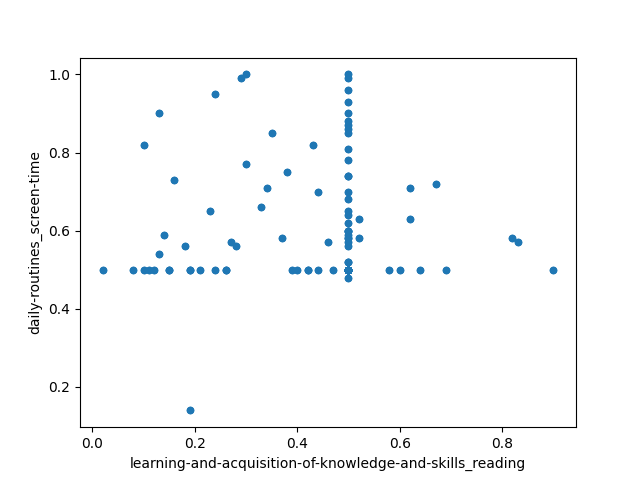 1.0
0.8
0.6
0.4
0.2
daily-routines_screen-time
0.0 0.2 0.4 0.6 0.8
learning-and-acquisition-of-knowledge-and-skills_reading